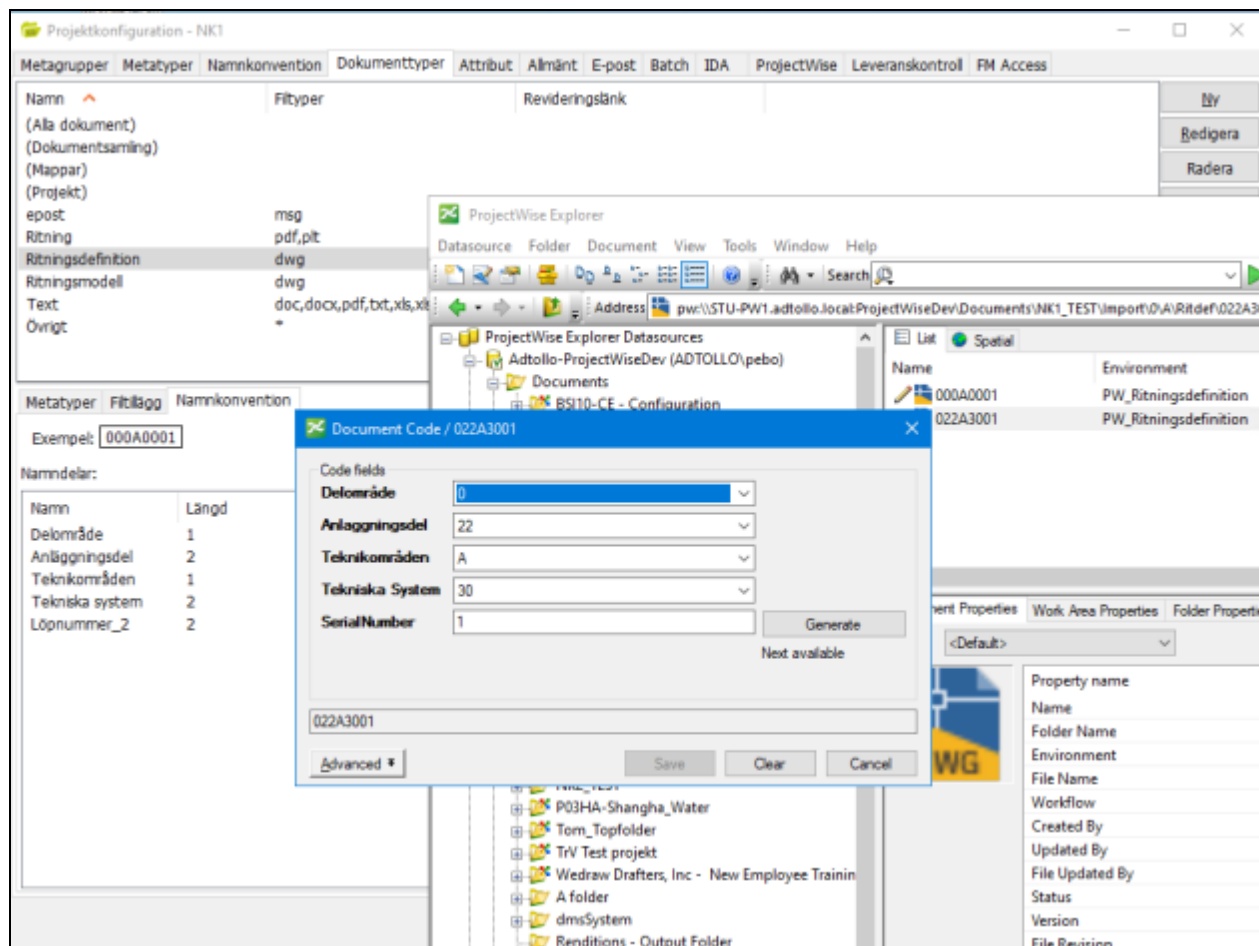 Projektkonfiguration - NK1
Metagrupper Metatyper Namnkonvention Dokumenttyper Attribut Allmänt E-post Batch IDA ProjectWise Leveranskontroll FM Access
Namn Filtyper Revideringslänk
Ny
(Alla dokument)
(Dokumentsamling)
Redigera
(Mappar)
Radera
(Projekt)
epost msg
Ritning pdf,plt
Ritningsdefinition dwg
Ritningsmodell dwg
Text doc,docx,pdf,txt,xls,xl
Övrigt *
ProjectWise Explorer
Datasource Folder Document View Tools Window Help
Search
Address pw:\\STU-PW1.adtollo.local:ProjectWiseDev\Documents\NK1_TEST\Import\0\A\Ritdef\022A3
ProjectWise Explorer Datasources
Adtollo-ProjectWiseDev (ADTOLLO\pebo)
Documents
BSI10-CE - Configuration
List Spatial
Name Environment
000A0001 PW_Ritningsdefinition
022A3001 PW_Ritningsdefinition
Metatyper Filtillägg Namnkonvention
Exempel: 000A0001
Namndelar:
Namn Längd
Delområde 1
Anläggningsdel 2
Teknikområden 1
Tekniska system 2
Löpnummer_2 2
Document Code / 022A3001
Code fields
Delområde 0
Anlaggningsdel 22
Teknikområden A
Tekniska System 30
SerialNumber 1 Generate
Next available
022A3001
Advanced Save Clear Cancel
P03HA-Shangha_Water
Tom_Topfolder
TrV Test projekt
Wedraw Drafters, Inc - New Employee Trainin
A folder
dmsSystem
Renditions - Output Folder
ment Properties Work Area Properties Folder Properti
<Default>
WG
Property name
Name
Folder Name
Environment
File Name
Workflow
Created By
Updated By
File Updated By
Status
Version
File Revision